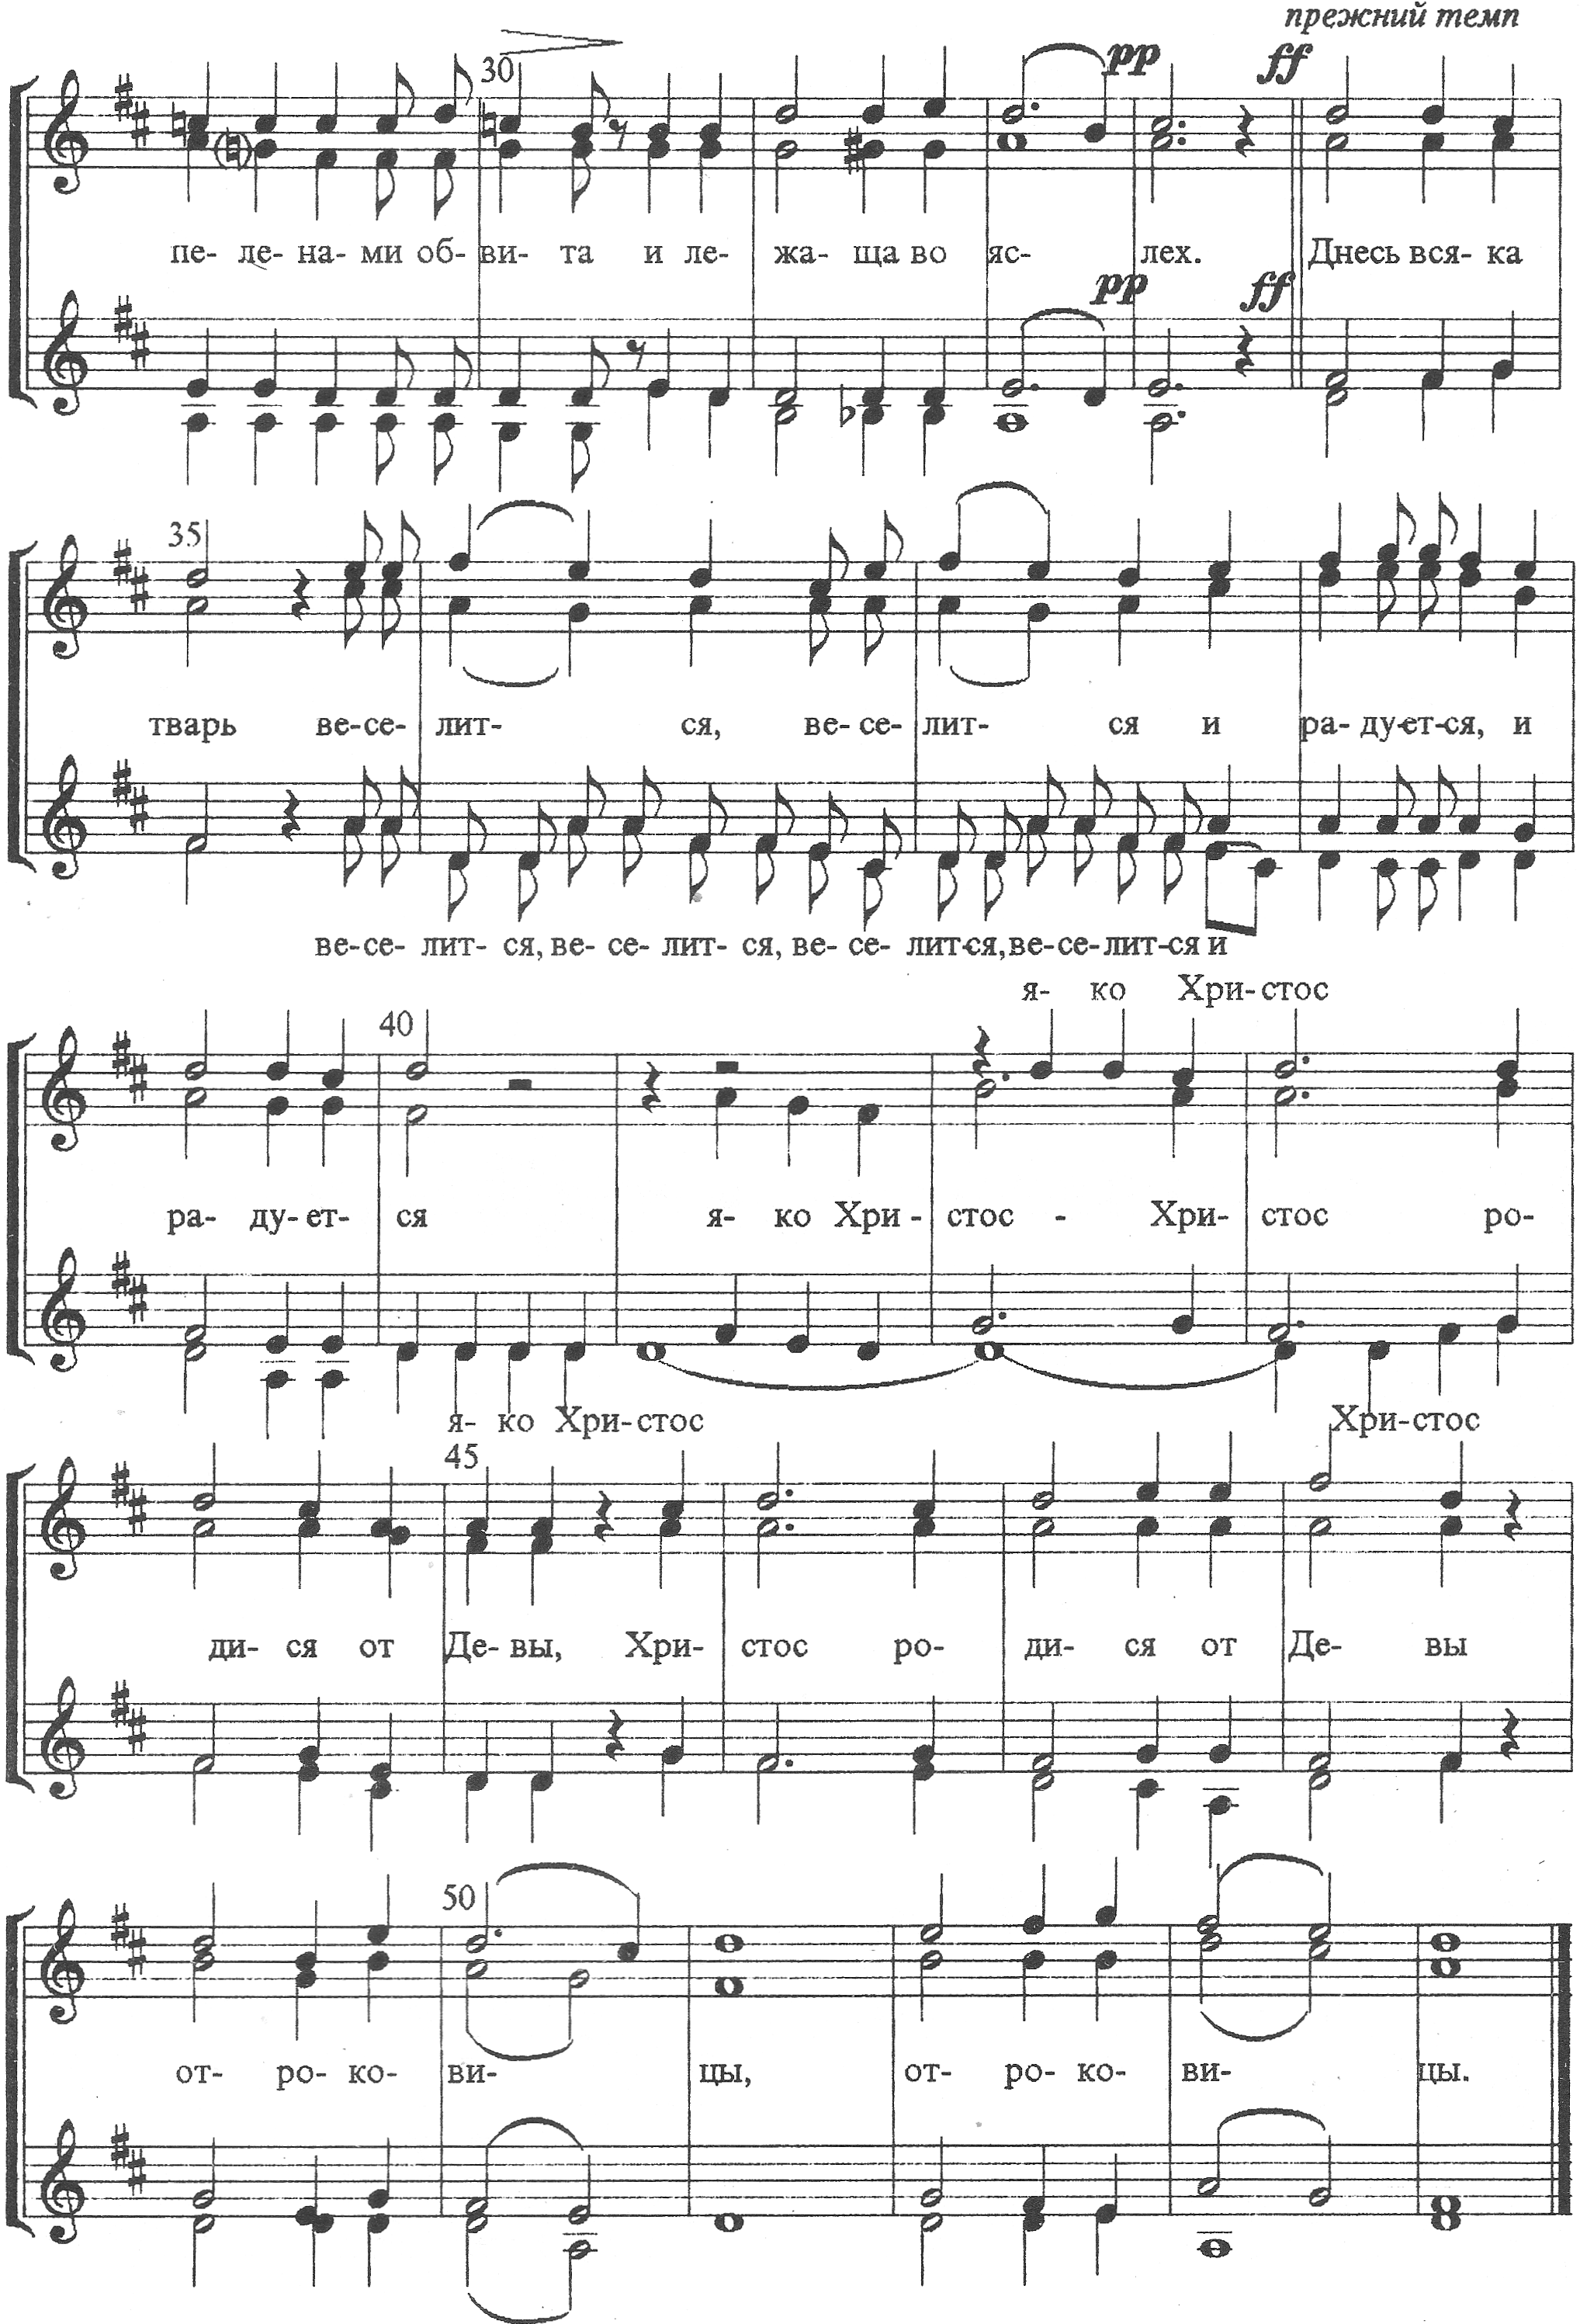 прежний темп
30 pp ff
пе- ле- на- ми об- ви- та и ле- жа- ща во яс- лех. Днесь вся- ка
pp ff
35
тварь ве-се- лит- ся, ве- се- лит- ся и ра- ду-ет-ся, и
ве-се- лит- ся, ве- се- лит- ся, ве- се- лит-ся, ве-се-лит-ся и
я- ко Хри-стос
40
ра- ду- ет- ся я- ко Хри - стос - Хри- стос ро-
я- ко Хри-стос Хри-стос
45
ди- ся от Де- вы, Хри- стос ро- ди- ся от Де- вы
50
от- ро- ко- ви- цы, от- ро- ко- ви- цы.